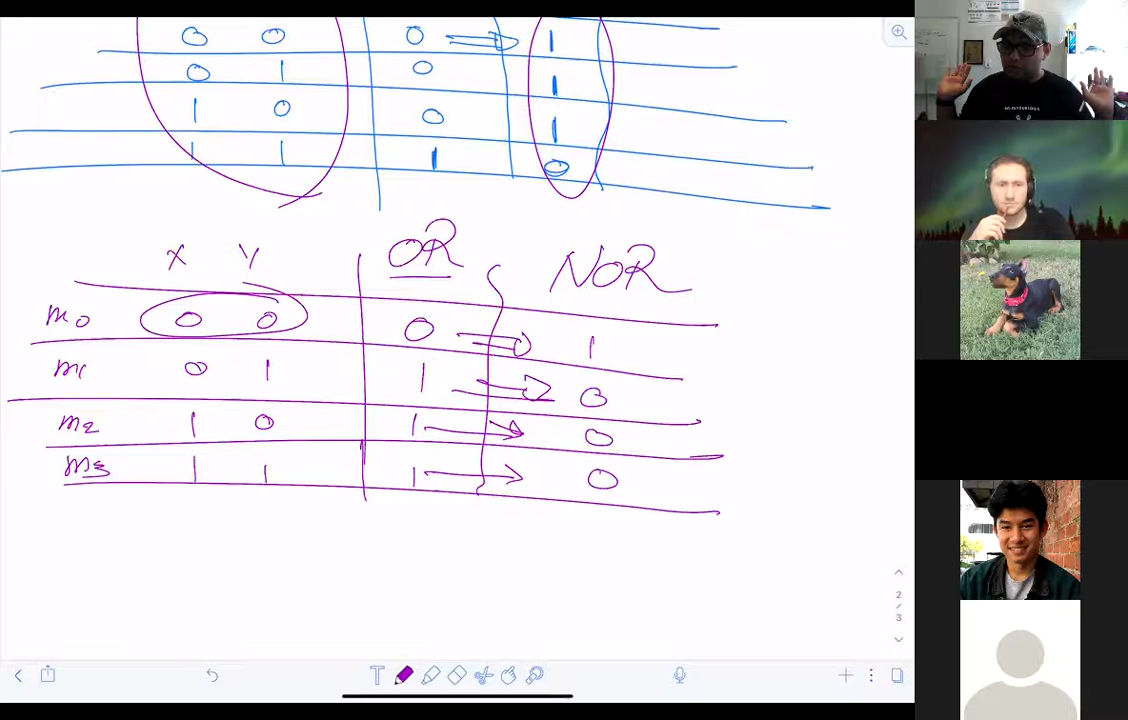 0 0 0 1
0 1 0 1
1 0 0 1
1 1 1 0
X Y OR NOR
m0 0 0 0 1
m1 0 1 1 0
m2 1 0 1 0
m3 1 1 1 0
2
/
3
T